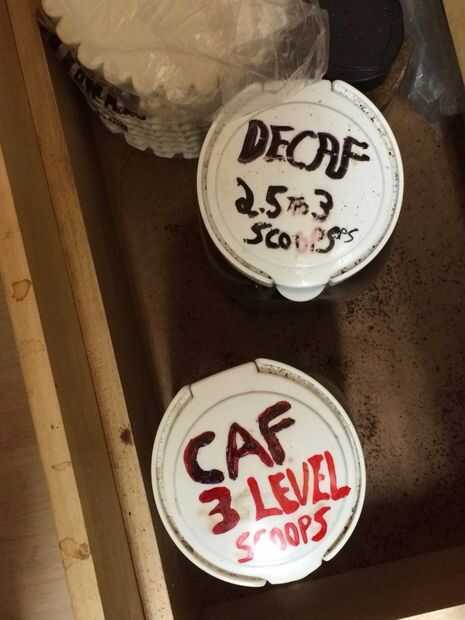 DECAF
2.5 TO 3
SCOOPS
CAF
3 LEVEL
SCOOPS